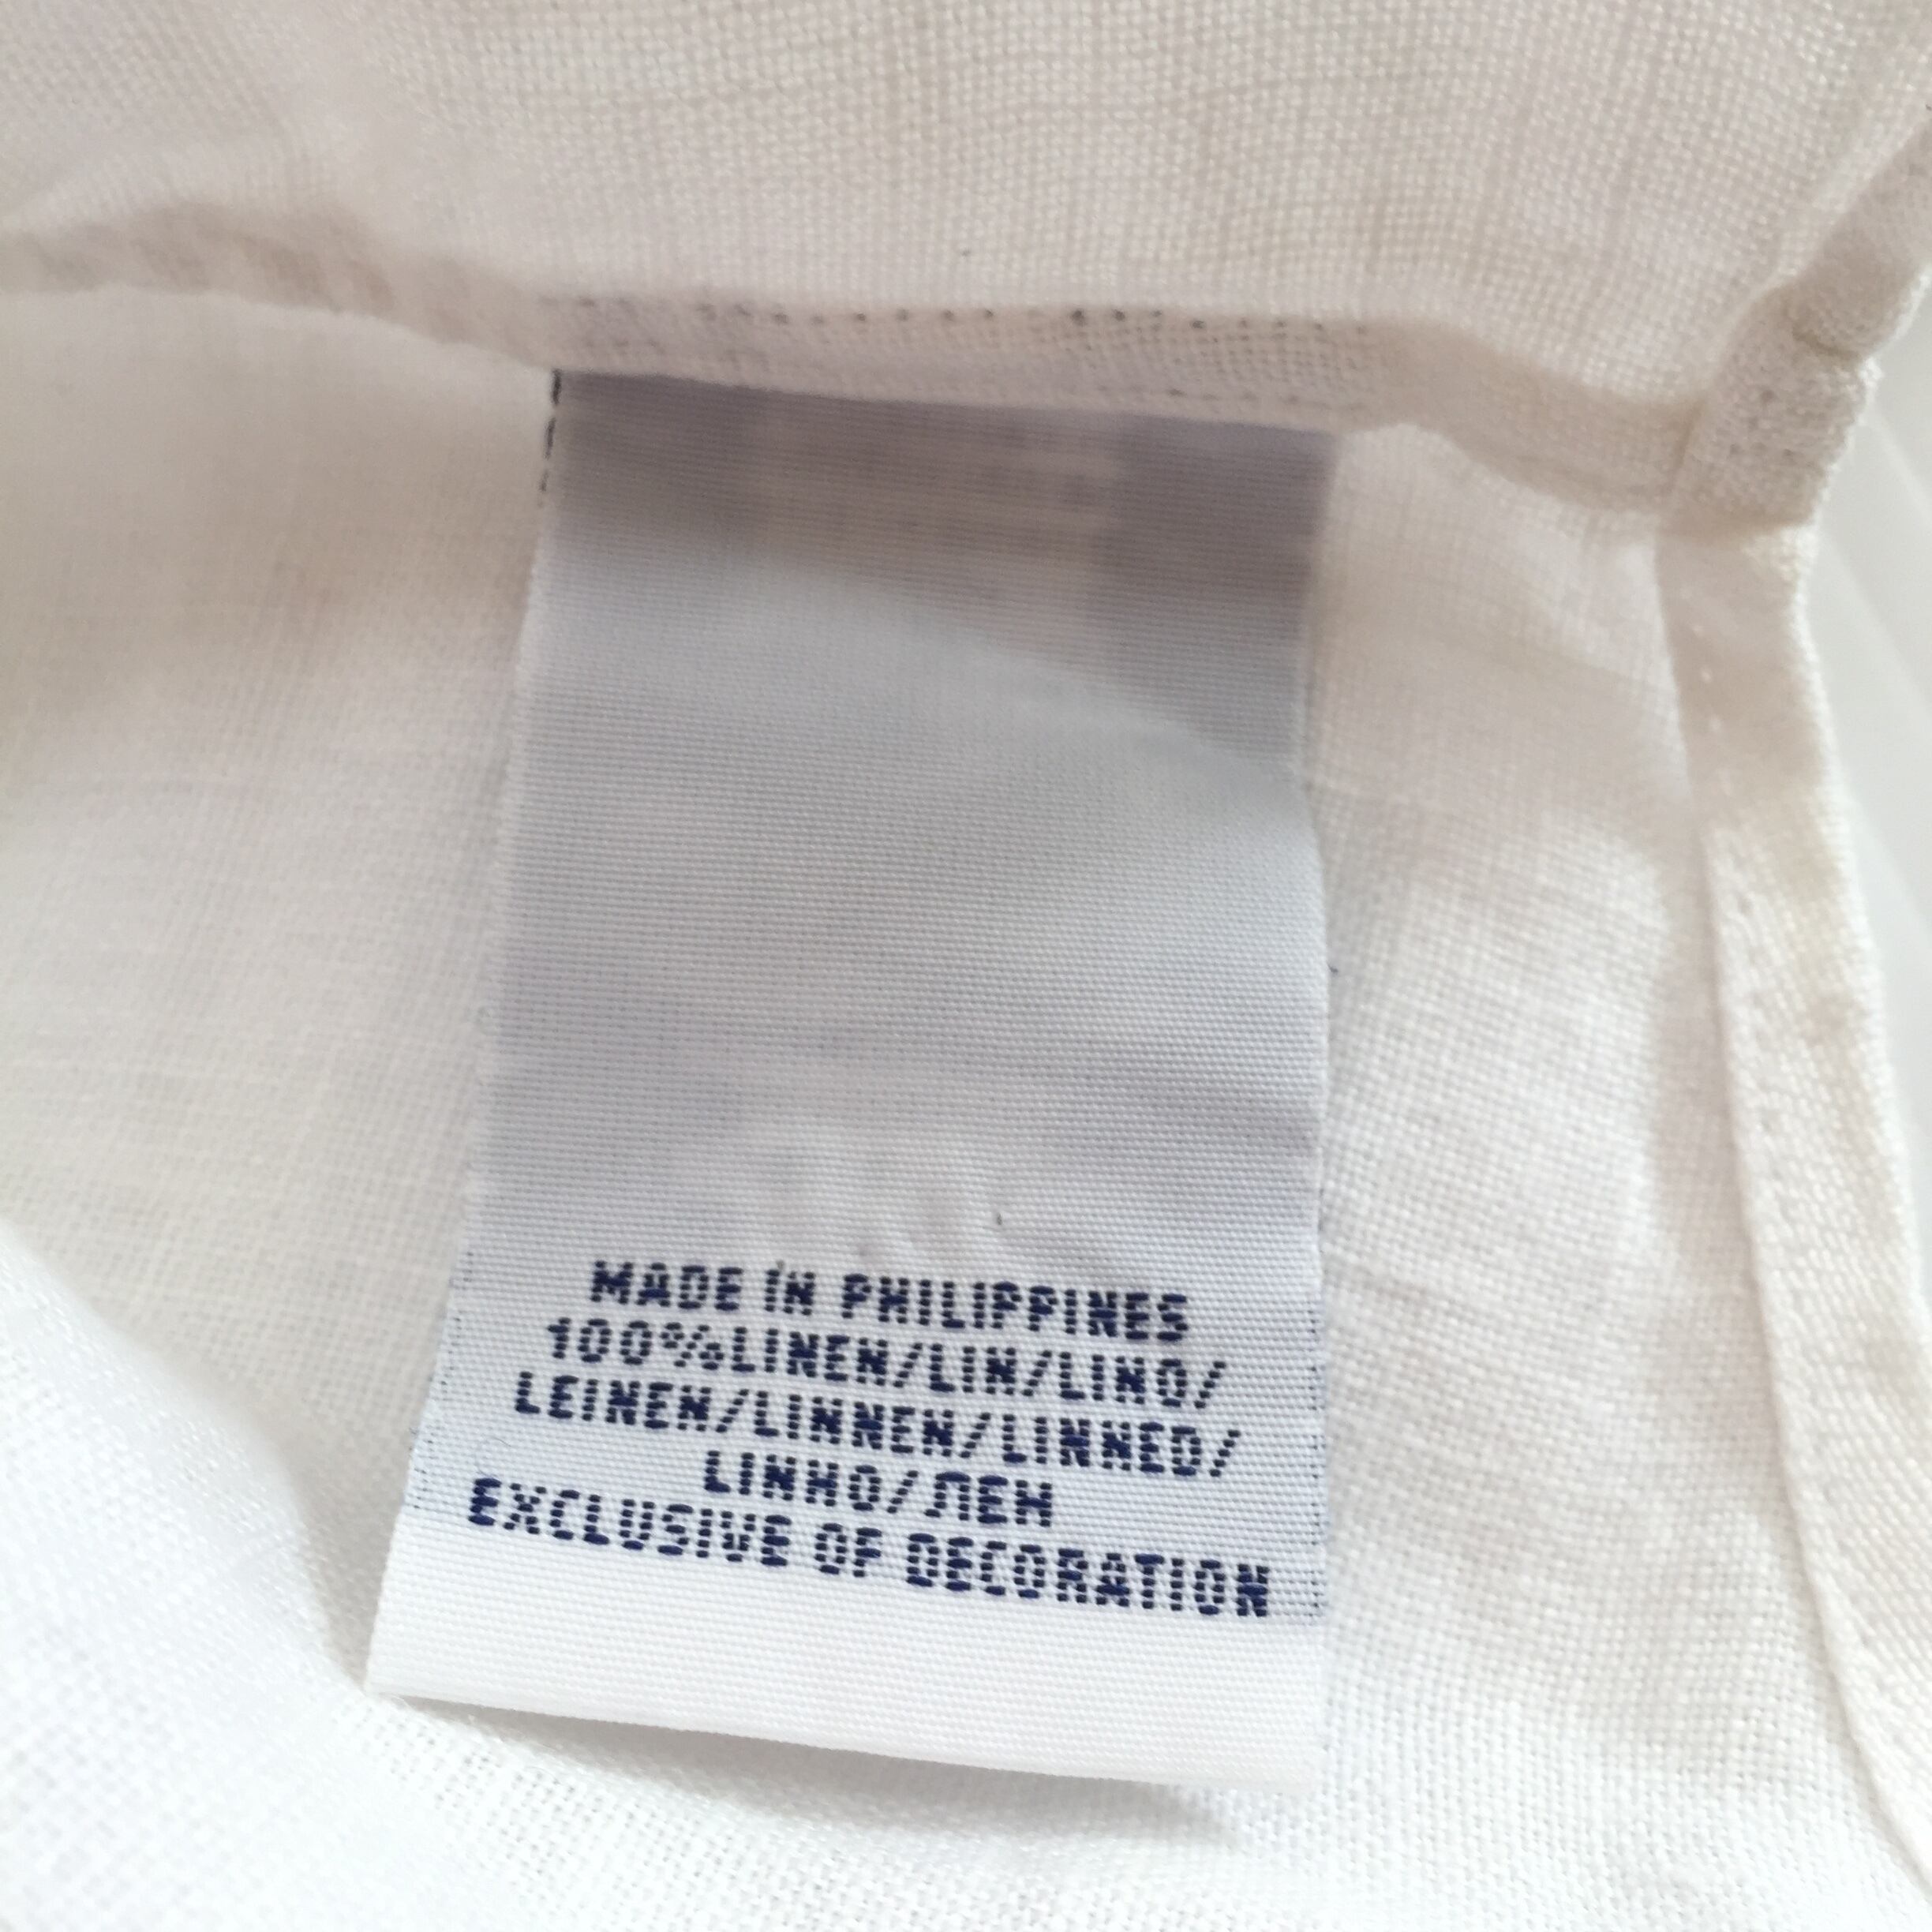 MADE IN PHILIPPINES
100%LINEN/LIN/LINO/
LEINEN/LINNEN/LINNED/
LINHO/ЛЕН
EXCLUSIVE OF DECORATION